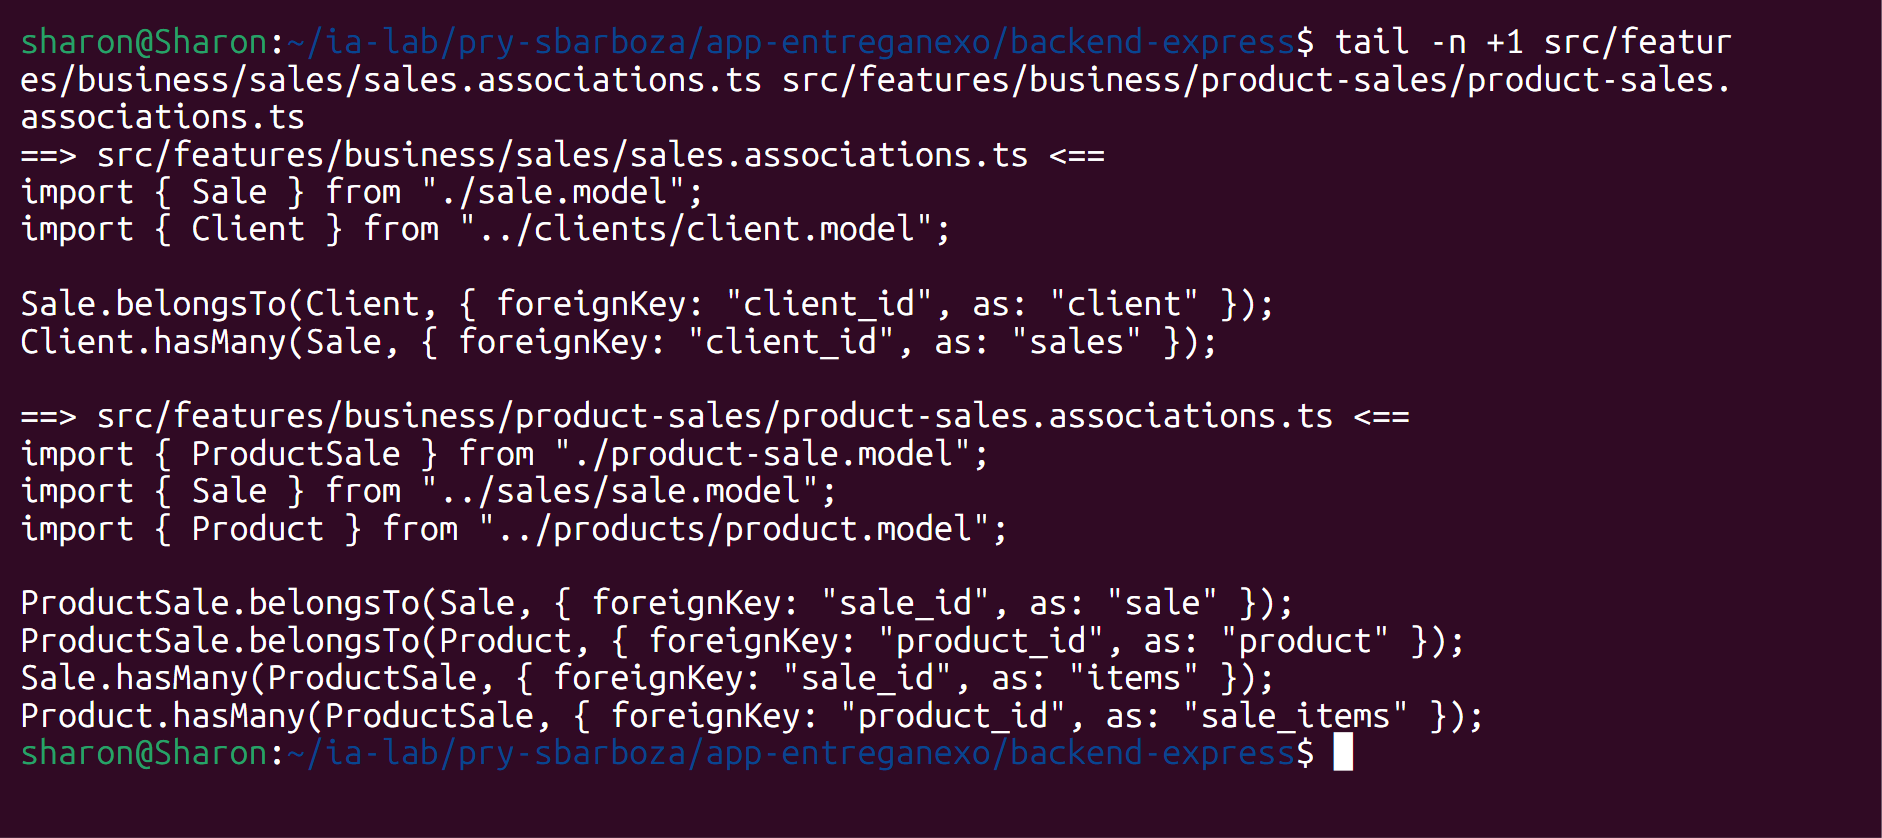 sharon@Sharon:~/ia-lab/pry-sbarboza/app-entreganexo/backend-express$ tail -n +1 src/featur
es/business/sales/sales.associations.ts src/features/business/product-sales/product-sales.
associations.ts
==> src/features/business/sales/sales.associations.ts <==
import { Sale } from "./sale.model";
import { Client } from "../clients/client.model";

Sale.belongsTo(Client, { foreignKey: "client_id", as: "client" });
Client.hasMany(Sale, { foreignKey: "client_id", as: "sales" });

==> src/features/business/product-sales/product-sales.associations.ts <==
import { ProductSale } from "./product-sale.model";
import { Sale } from "../sales/sale.model";
import { Product } from "../products/product.model";

ProductSale.belongsTo(Sale, { foreignKey: "sale_id", as: "sale" });
ProductSale.belongsTo(Product, { foreignKey: "product_id", as: "product" });
Sale.hasMany(ProductSale, { foreignKey: "sale_id", as: "items" });
Product.hasMany(ProductSale, { foreignKey: "product_id", as: "sale_items" });
sharon@Sharon:~/ia-lab/pry-sbarboza/app-entreganexo/backend-express$